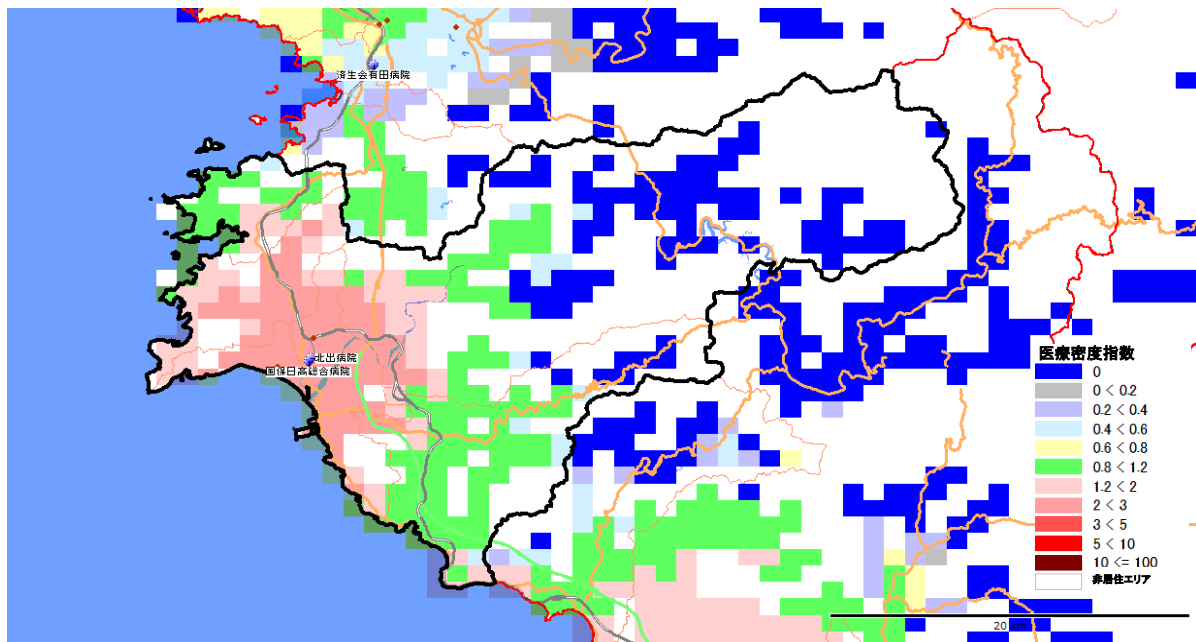 済生会有田病院
北出病院
国保日高総合病院
医療密度指数
0
0 < 0.2
0.2 < 0.4
0.4 < 0.6
0.6 < 0.8
0.8 < 1.2
1.2 < 2
2 < 3
3 < 5
5 < 10
10 <= 100
非居住エリア
20 km